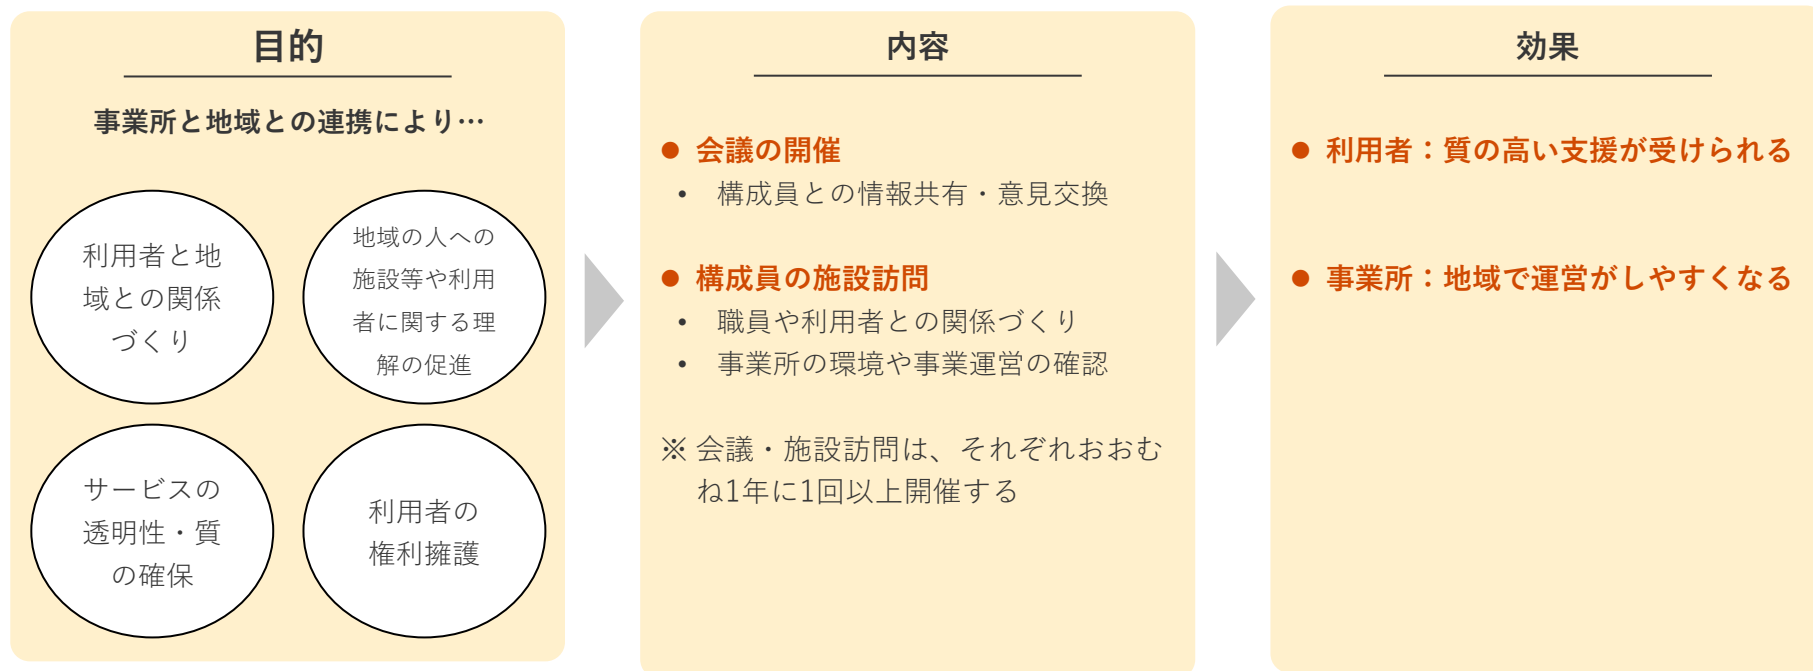 目的
事業所と地域との連携により…
利用者と地
域との関係
づくり
地域の人への
施設等や利用
者に関する理
解の促進
サービスの
透明性・質
の確保
利用者の
権利擁護
内容
● 会議の開催
• 構成員との情報共有・意見交換
● 構成員の施設訪問
• 職員や利用者との関係づくり
• 事業所の環境や事業運営の確認
※ 会議・施設訪問は、それぞれおおむ
ね1年に1回以上開催する
効果
● 利用者：質の高い支援が受けられる
● 事業所：地域で運営がしやすくなる